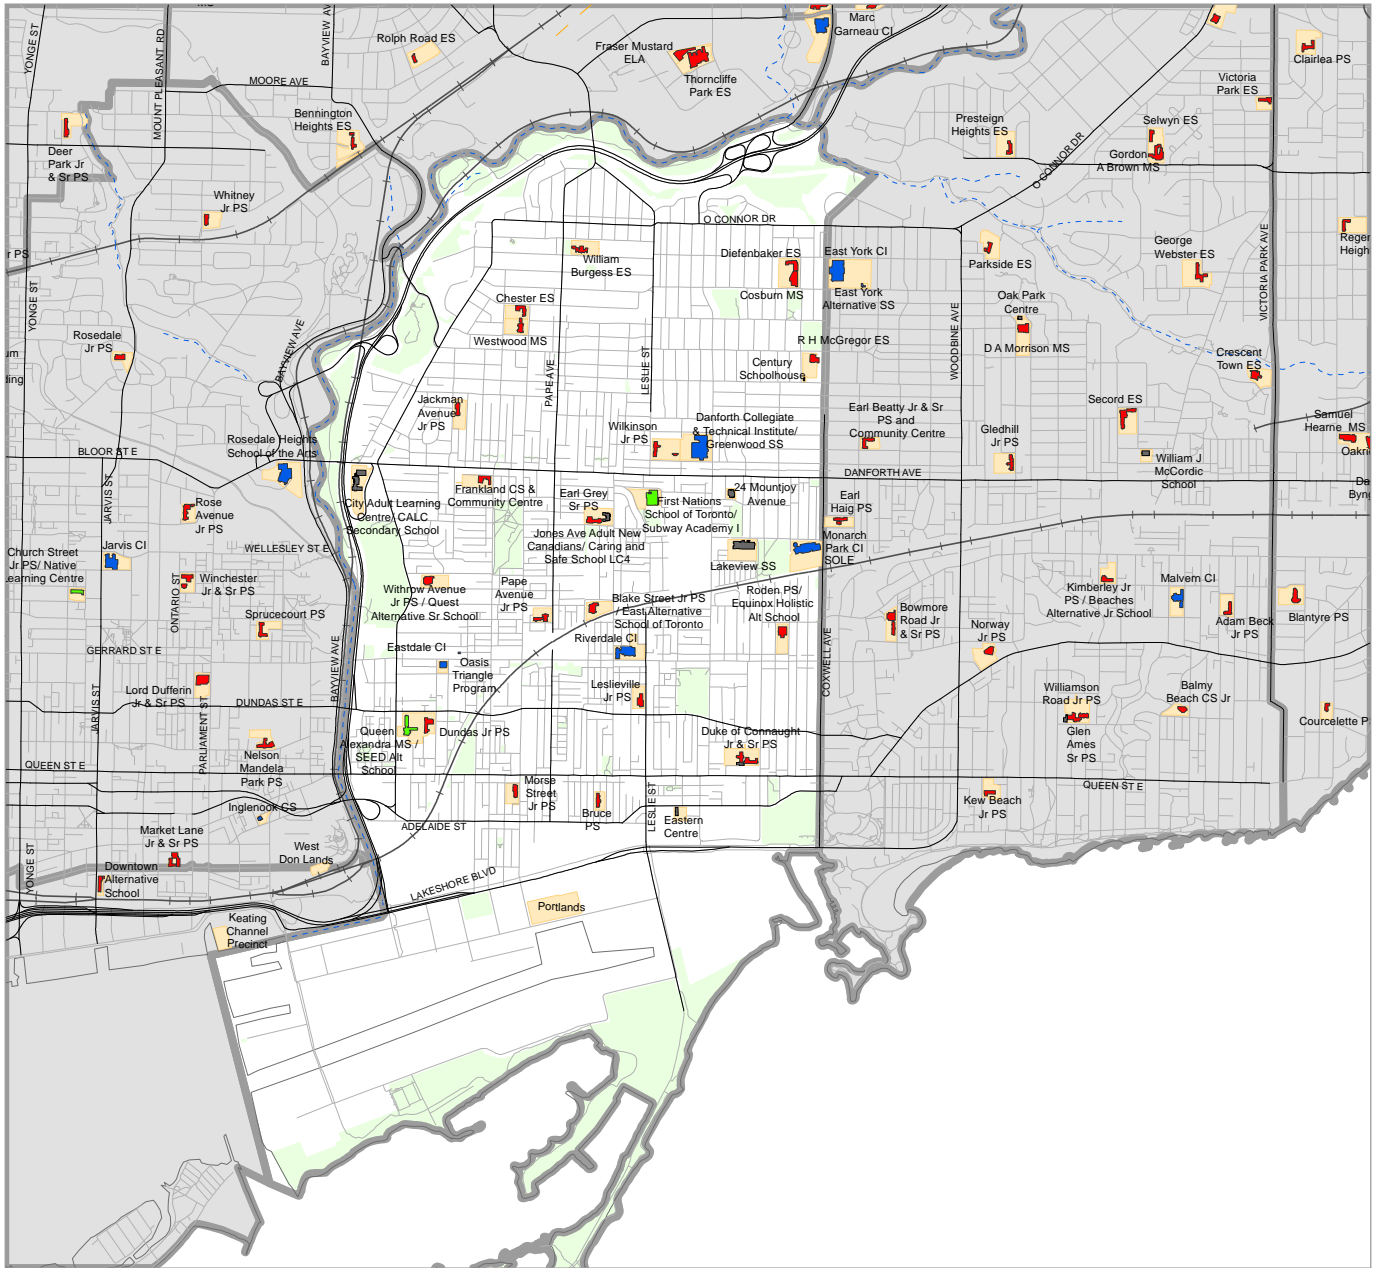 YONGE ST
MOUNT PLEASANT RD
BAYVIEW AV
Rolph Road ES
Fraser Mustard
ELA
Thorncliffe
Park ES
Marc
Garneau CI
Clairlea PS
MOORE AVE
Victoria
Park ES
Bennington
Heights ES
Presteign
Heights ES
Selwyn ES
Gordon
A Brown MS
O CONNOR DR
Deer
Park Jr
& Sr PS
Whitney
Jr PS
O CONNOR DR
William
Burgess ES
Diefenbaker ES
Cosburn MS
East York CI
East York
Alternative SS
Parkside ES
George
Webster ES
VICTORIA PARK AVE
Regen
Heigh
r PS
YONGE ST
Chester ES
Westwood MS
Oak Park
Centre
D A Morrison MS
WOODBINE AVE
Rosedale
Jr PS
BAYVIEW AVE
PAPE AVE
LESLIE ST
R H McGregor ES
Century
Schoolhouse
Crescent
Town ES
um
ding
Jackman
Avenue
Jr PS
Wilkinson
Jr PS
Danforth Collegiate
& Technical Institute/
Greenwood SS
Earl Beatty Jr & Sr
PS and
Community Centre
Gledhill
Jr PS
Secord ES
William J
McCordic
School
Samuel
Hearne MS
Oakri
Rosedale Heights
School of the Arts
BLOOR ST E
DANFORTH AVE
Da
Byng
JARVIS ST
Rose
Avenue
Jr PS
City Adult Learning
Centre/ CALC
Secondary School
Frankland CS &
Community Centre
Earl Grey
Sr PS
First Nations
School of Toronto/
Subway Academy I
24 Mountjoy
Avenue
Earl
Haig PS
Jones Ave Adult New
Canadians/ Caring and
Safe School LC4
Monarch
Park CI
SOLE
Lakeview SS
WELLESLEY ST E
Jarvis CI
Church Street
Jr PS/ Native
Learning Centre
ONTARIO ST
Winchester
Jr & Sr PS
Sprucecourt PS
Withrow Avenue
Jr PS / Quest
Alternative Sr School
Pape
Avenue
Jr PS
Blake Street Jr PS
/ East Alternative
School of Toronto
Roden PS/
Equinox Holistic
Alt School
Bowmore
Road Jr
& Sr PS
Norway
Jr PS
Kimberley Jr
PS / Beaches
Alternative Jr School
Malvern CI
Adam Beck
Jr PS
Blantyre PS
GERRARD ST E
Eastdale CI
Riverdale CI
Oasis
Triangle
Program
BAYVIEW AVE
COXWELL AVE
Leslieville
Jr PS
Lord Dufferin
Jr & Sr PS
JARVIS ST
PARLIAMENT ST
DUNDAS ST E
Williamson
Road Jr PS
Balmy
Beach CS Jr
Glen
Ames
Sr PS
Courcelette P
Queen
Alexandra MS /
SEED Alt
School
Dundas Jr PS
Duke of Connaught
Jr & Sr PS
Nelson
Mandela
Park PS
QUEEN ST E
QUEEN ST E
Morse
Street
Jr PS
Kew Beach
Jr PS
Inglenook CS
Bruce
PS
LESLIE ST
Eastern
Centre
ADELAIDE ST
Market Lane
Jr & Sr PS
West
Don Lands
YONGE ST
Downtown
Alternative
School
LAKESHORE BLVD
Portlands
Keating
Channel
Precinct